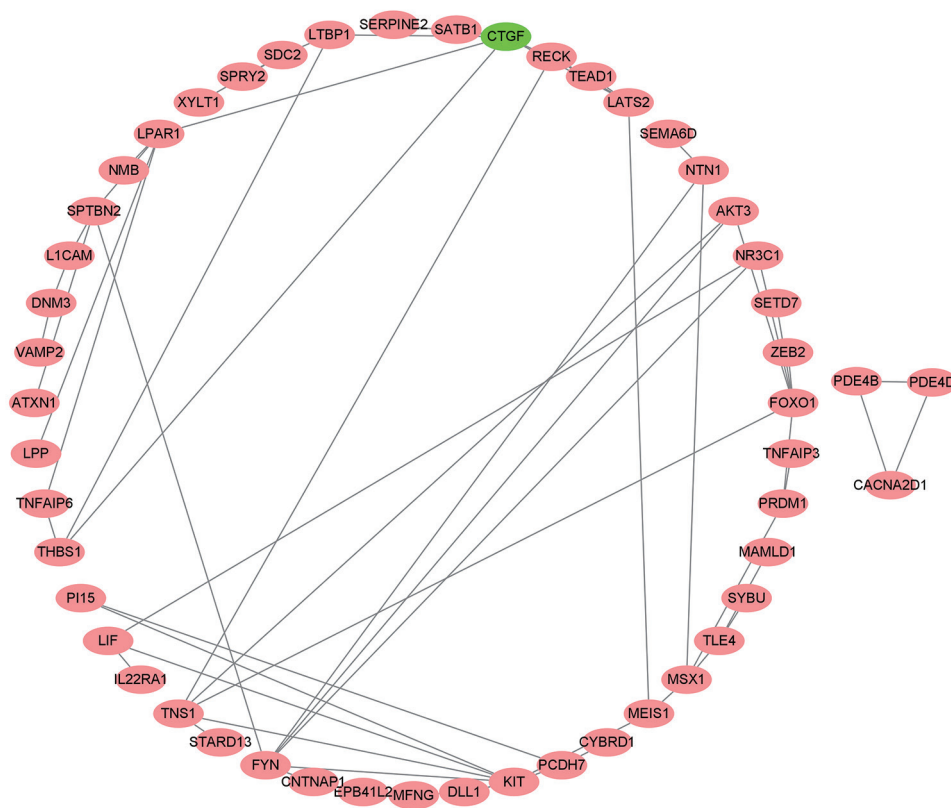 SERPINE2
SATB1
LTBP1
CTGF
SDC2
RECK
SPRY2
TEAD1
XYLT1
LATS2
LPAR1
SEMA6D
NMB
NTN1
SPTBN2
AKT3
L1CAM
NR3C1
DNM3
SETD7
VAMP2
ZEB2
PDE4B
PDE4D
ATXN1
FOXO1
LPP
TNFAIP3
CACNA2D1
TNFAIP6
PRDM1
THBS1
MAMLD1
PI15
SYBU
LIF
TLE4
IL22RA1
MSX1
TNS1
MEIS1
STARD13
CYBRD1
FYN
PCDH7
CNTNAP1
KIT
EPB41L2
MFNG
DLL1